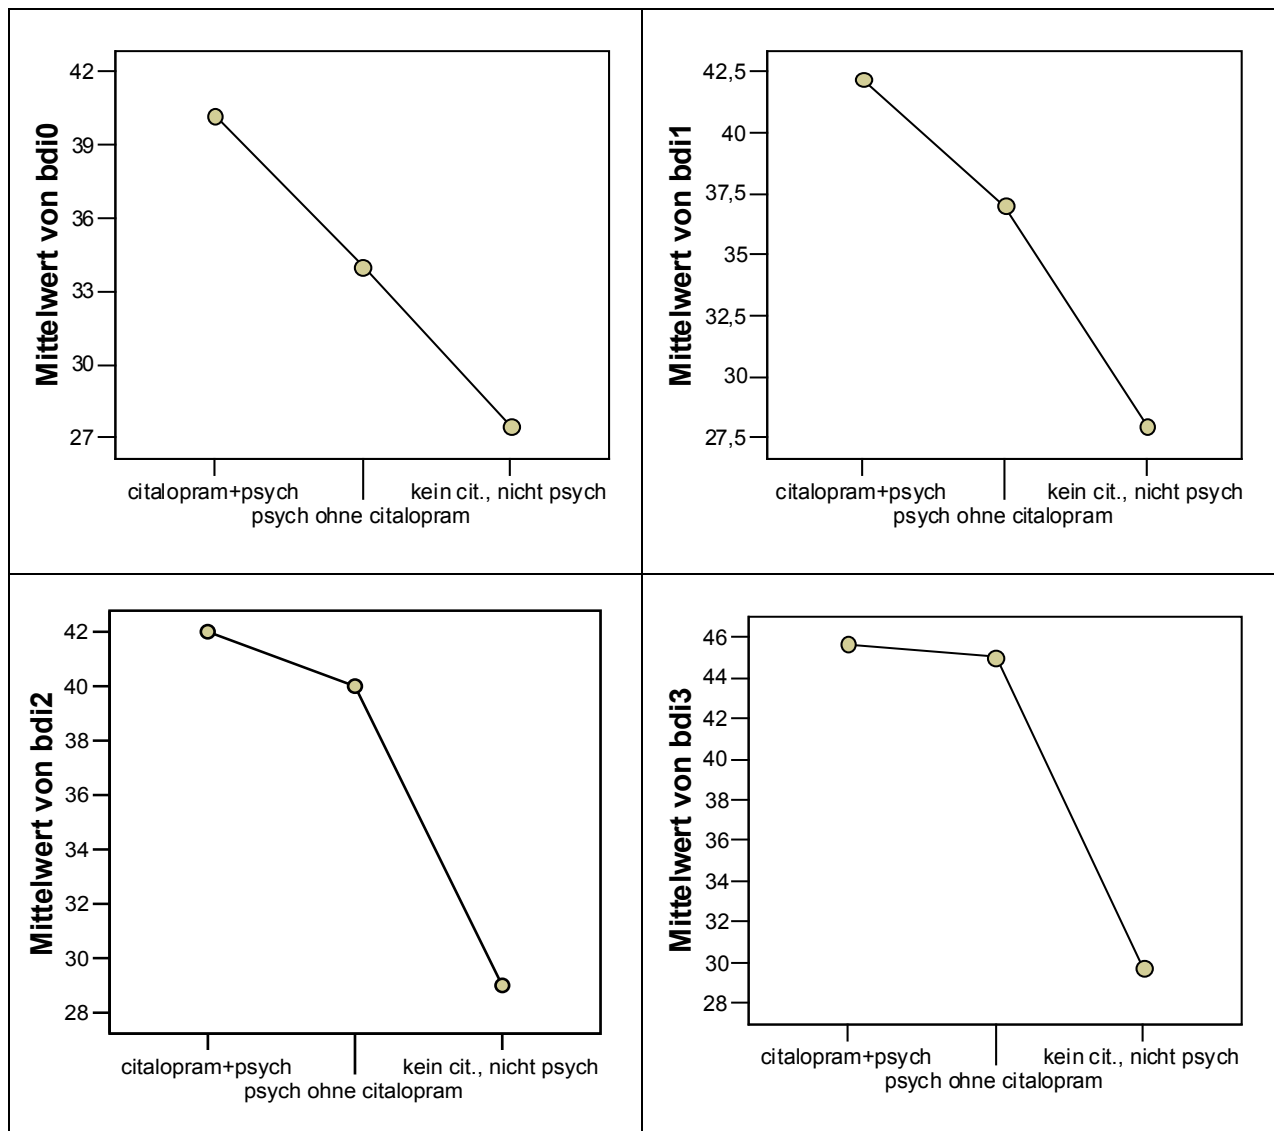 Mittelwert von bdi0
42
39
36
33
30
27
citalopram+psych
kein cit., nicht psych
psych ohne citalopram
Mittelwert von bdi1
42,5
40
37,5
35
32,5
30
27,5
citalopram+psych
kein cit., nicht psych
psych ohne citalopram
Mittelwert von bdi2
42
40
38
36
34
32
30
28
citalopram+psych
kein cit., nicht psych
psych ohne citalopram
Mittelwert von bdi3
46
44
42
40
38
36
34
32
30
28
citalopram+psych
kein cit., nicht psych
psych ohne citalopram